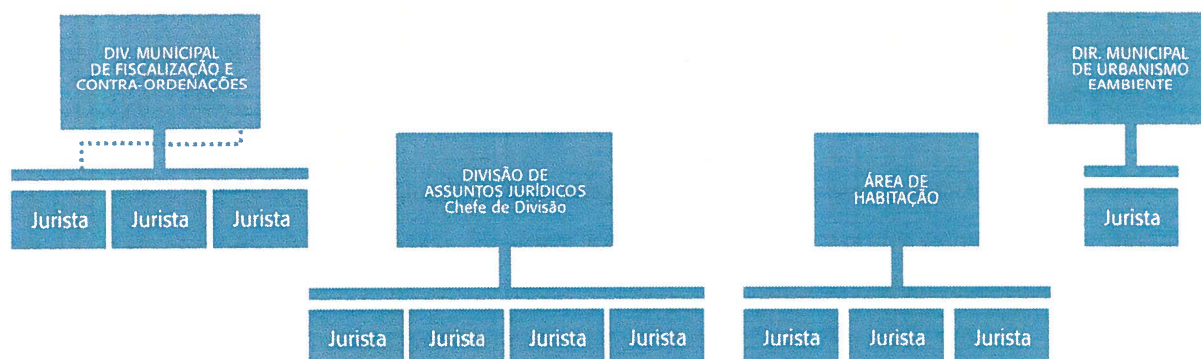 DIV. MUNICIPAL
DE FISCALIZAÇÃO E
CONTRA-ORDENAÇÕES
Jurista
Jurista
Jurista
DIVISÃO DE
ASSUNTOS JURÍDICOS
Chefe de Divisão
Jurista
Jurista
Jurista
Jurista
ÁREA DE
HABITAÇÃO
Jurista
Jurista
Jurista
DIR. MUNICIPAL
DE URBANISMO
EAMBIENTE
Jurista